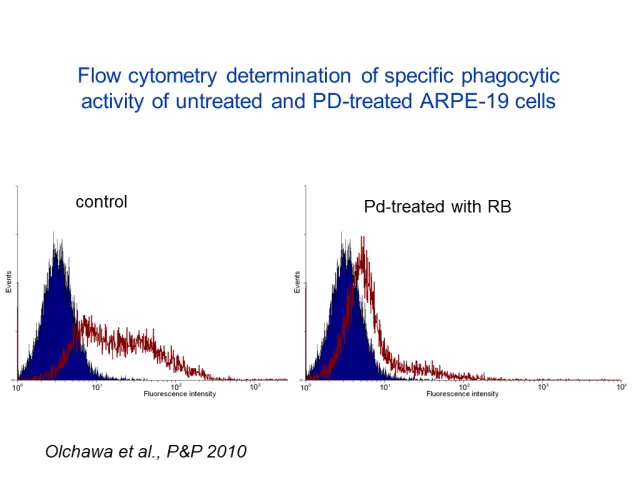 Flow cytometry determination of specific phagocytic
activity of untreated and PD-treated ARPE-19 cells
control
Pd-treated with RB
Events
Events
10⁰ 10¹ 10² 10³
Fluorescence intensity
10⁰ 10¹ 10² 10³ 10⁴
Fluorescence intensity
Olchawa et al., P&P 2010